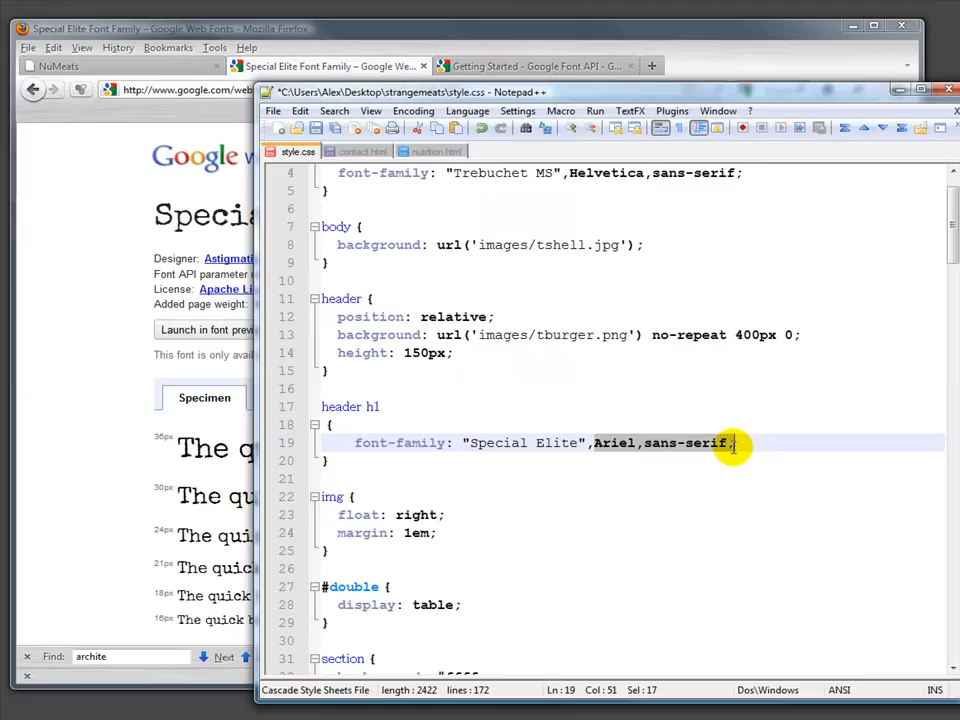 Special Elite Font Family – Google Web Fonts - Mozilla Firefox
File Edit View History Bookmarks Tools Help
NuMeats
Special Elite Font Family – Google We...
Getting Started - Google Font API - G...
http://www.google.com/web
*C:\Users\Alex\Desktop\strangemeats\style.css - Notepad++
File Edit Search View Encoding Language Settings Macro Run TextFX Plugins Window ? X
style.css contact.html nutrition.html
Google w
Special
Designer: Astigmati
Font API parameter
License: Apache Li
Added page weight:
Launch in font previ
This font is only avail
Specimen
36px The q
30px The qu
24px The qui
21px The quic
18px The quick
16px The quick b
4 font-family: "Trebuchet MS",Helvetica,sans-serif;
5 }
6
7 body {
8 background: url('images/tshell.jpg');
9 }
10
11 header {
12 position: relative;
13 background: url('images/tburger.png') no-repeat 400px 0;
14 height: 150px;
15 }
16
17 header h1
18 {
19 font-family: "Special Elite",Ariel,sans-serif;
20 }
21
22 img {
23 float: right;
24 margin: 1em;
25 }
26
27 #double {
28 display: table;
29 }
30
31 section {
Find: archite Next
Cascade Style Sheets File length : 2422 lines : 172 Ln : 19 Col : 51 Sel : 17 Dos\Windows ANSI INS